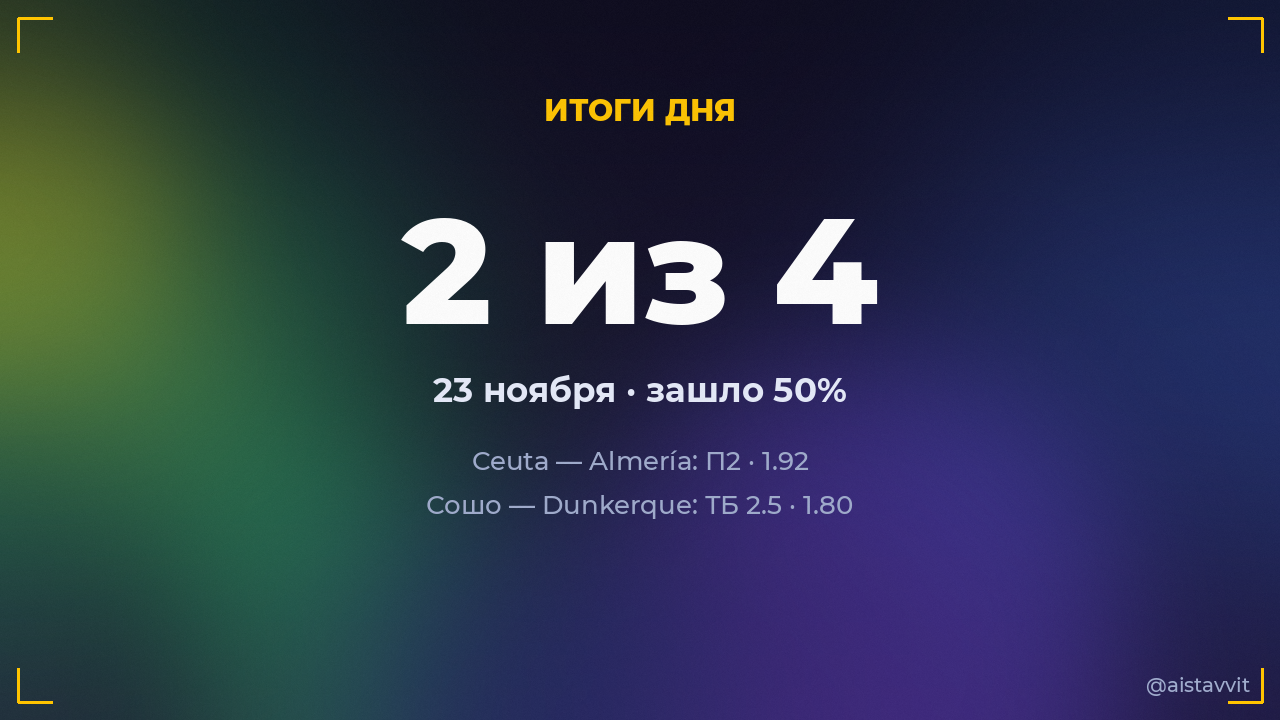 ИТОГИ ДНЯ
2 из 4
23 ноября · зашло 50%
Ceuta — Almería: П2 · 1.92
Сошо — Dunkerque: ТБ 2.5 · 1.80
@aistavvit